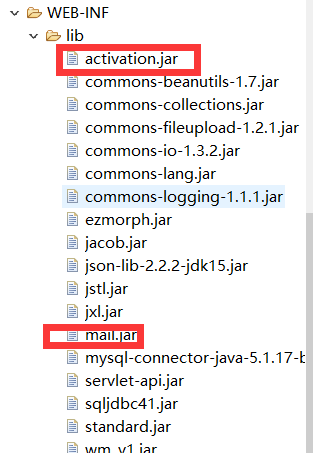 WEB-INF
lib
activation.jar
commons-beanutils-1.7.jar
commons-collections.jar
commons-fileupload-1.2.1.jar
commons-io-1.3.2.jar
commons-lang.jar
commons-logging-1.1.1.jar
ezmorph.jar
jacob.jar
json-lib-2.2.2-jdk15.jar
jstl.jar
jxl.jar
mail.jar
mysql-connector-java-5.1.17-b
servlet-api.jar
sqljdbc41.jar
standard.jar
wm_v1.jar